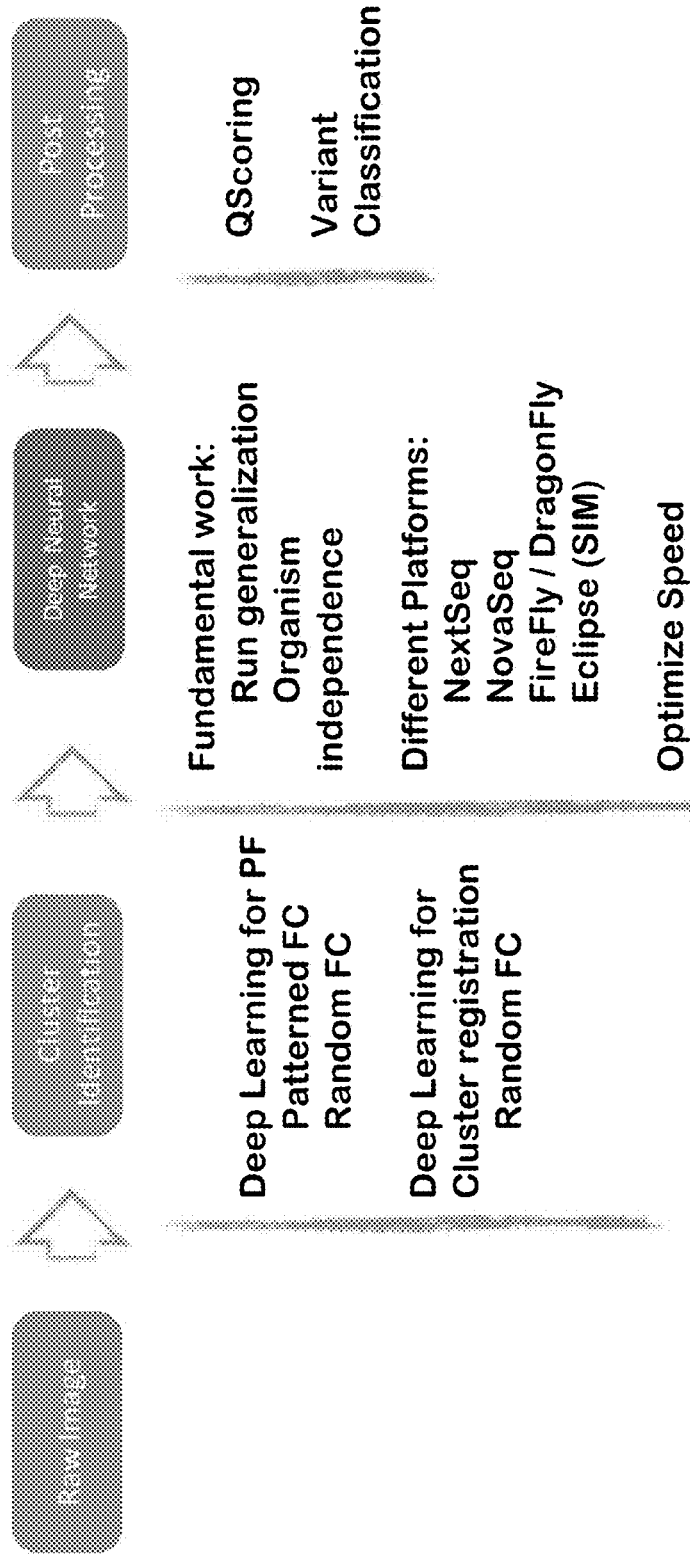 Raw Image
Cluster
Identification
Deep Neural
Network
Post
Processing
Deep Learning for PF
Patterned FC
Random FC
Deep Learning for
Cluster registration
Random FC
Fundamental work:
Run generalization
Organism
independence
Different Platforms:
NextSeq
NovaSeq
FireFly / DragonFly
Eclipse (SIM)
Optimize Speed
QScoring
Variant
Classification